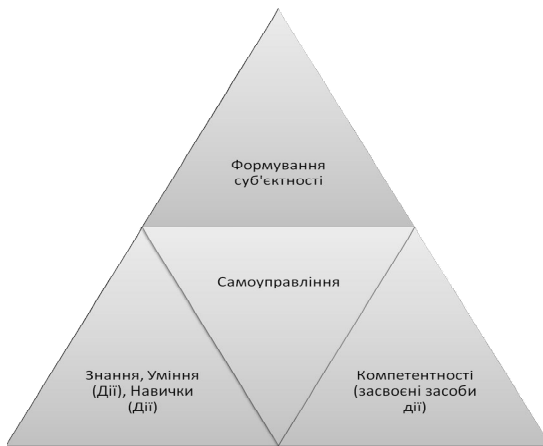 Формування
суб'єктності
Самоуправління
Знання, Уміння
(Дії), Навички
(Дії)
Компетентності
(засвоєні засоби
дії)